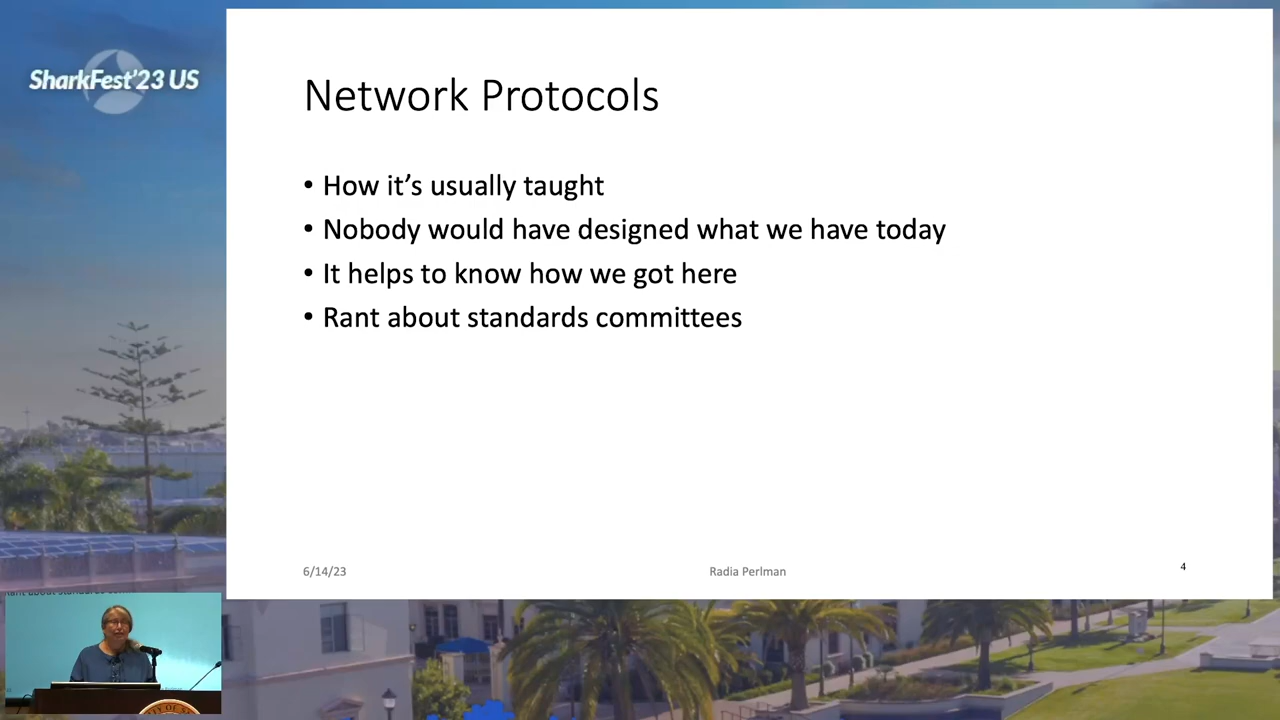 SharkFest'23 US
Network Protocols
• How it's usually taught
• Nobody would have designed what we have today
• It helps to know how we got here
• Rant about standards committees
6/14/23
Radia Perlman
4